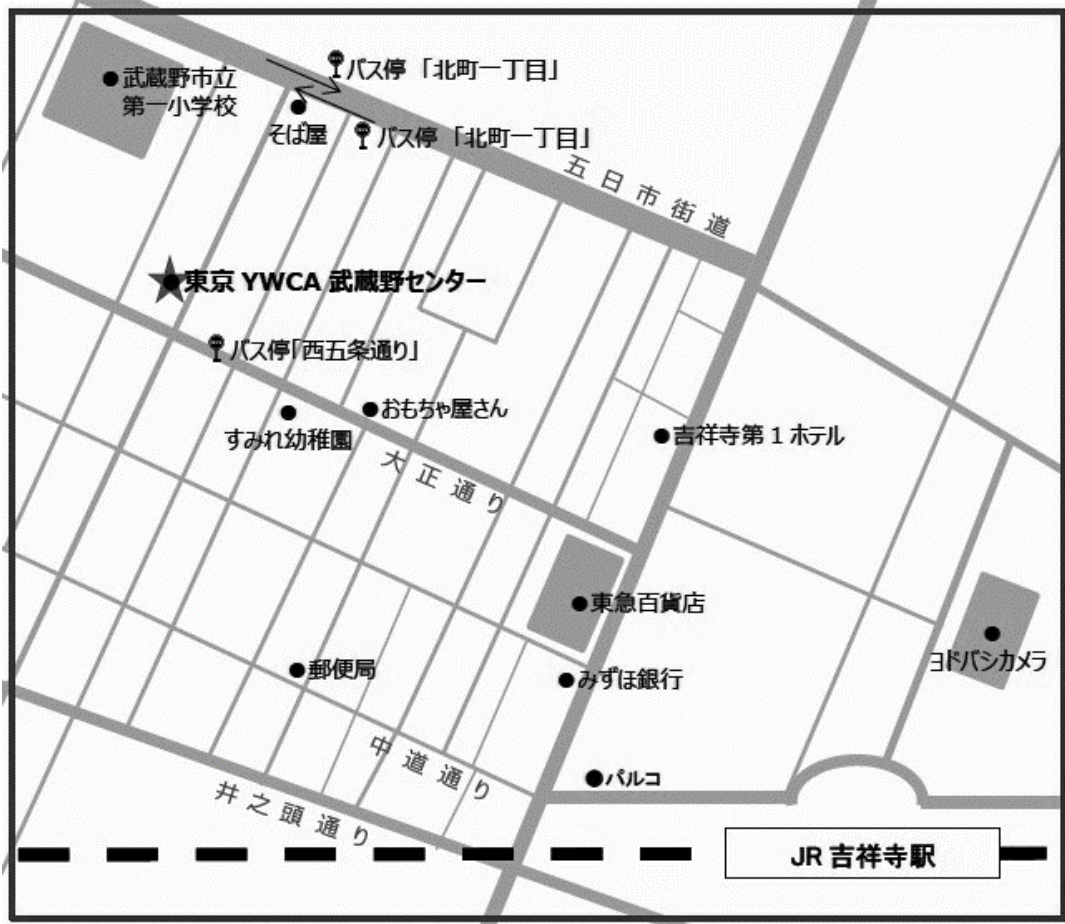 武蔵野市立
第一小学校
バス停 「北町一丁目」
そば屋
バス停 「北町一丁目」
五日市街道
東京 YWCA 武蔵野センター
バス停「西五条通り」
おもちゃ屋さん
すみれ幼稚園
吉祥寺第1ホテル
大正通り
東急百貨店
ヨドバシカメラ
郵便局
みずほ銀行
中道通り
パルコ
井之頭通り
JR 吉祥寺駅